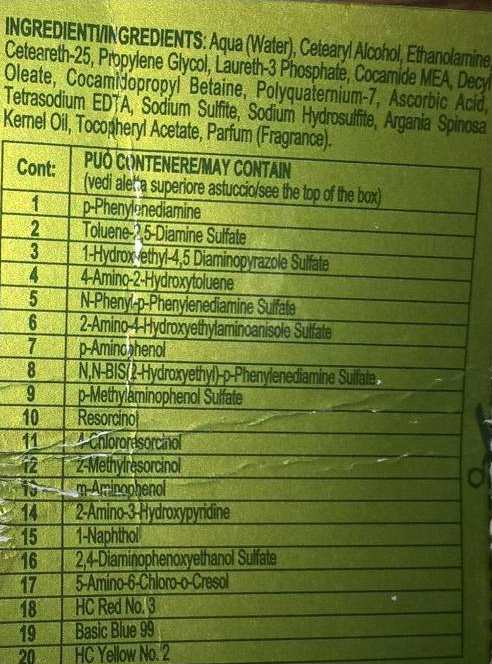 INGREDIENTI/INGREDIENTS: Aqua (Water), Cetearyl Alcohol, Ethanolamine,
Ceteareth-25, Propylene Glycol, Laureth-3 Phosphate, Cocamide MEA, Decyl
Oleate, Cocamidopropyl Betaine, Polyquaternium-7, Ascorbic Acid,
Tetrasodium EDTA, Sodium Sulfite, Sodium Hydrosulfite, Argania Spinosa
Kernel Oil, Tocopheryl Acetate, Parfum (Fragrance).
Cont: PUÒ CONTENERE/MAY CONTAIN
(vedi aletta superiore astuccio/see the top of the box)
1 p-Phenylenediamine
2 Toluene-2,5-Diamine Sulfate
3 1-Hydroxyethyl-4,5 Diaminopyrazole Sulfate
4 4-Amino-2-Hydroxytoluene
5 N-Phenyl-p-Phenylenediamine Sulfate
6 2-Amino-4-Hydroxyethylaminoanisole Sulfate
7 p-Aminophenol
8 N,N-BIS(2-Hydroxyethyl)-p-Phenylenediamine Sulfate
9 p-Methylaminophenol Sulfate
10 Resorcinol
11 4-Chlororesorcinol
12 2-Methylresorcinol
13 m-Aminophenol
14 2-Amino-3-Hydroxypyridine
15 1-Naphthol
16 2,4-Diaminophenoxyethanol Sulfate
17 5-Amino-6-Chloro-o-Cresol
18 HC Red No. 3
19 Basic Blue 99
20 HC Yellow No. 2